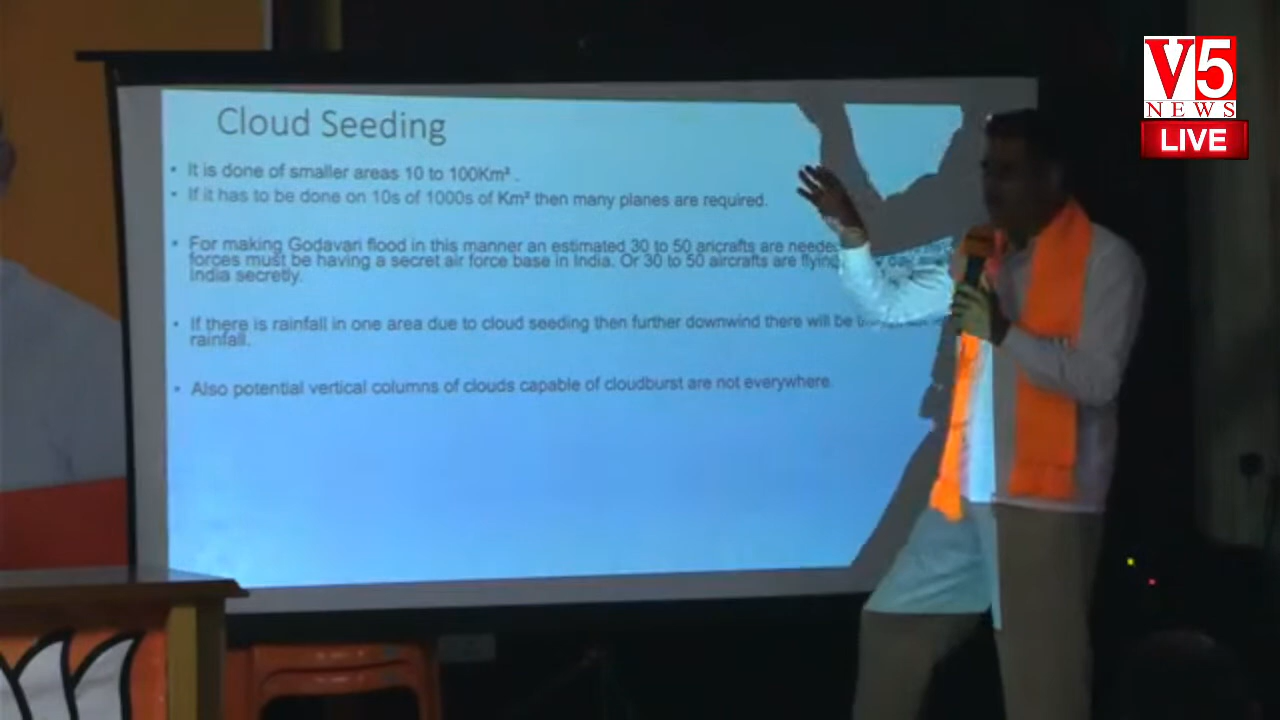 V5
NEWS
LIVE
Cloud Seeding
• It is done of smaller areas 10 to 100Km² .
• If it has to be done on 10s of 1000s of Km² then many planes are required.
• For making Godavari flood in this manner an estimated 30 to 50 aricrafts are neede
forces must be having a secret air force base in India. Or 30 to 50 aircrafts are flying
India secretly.
• If there is rainfall in one area due to cloud seeding then further downwind there will be
rainfall.
• Also potential vertical columns of clouds capable of cloudburst are not everywhere.